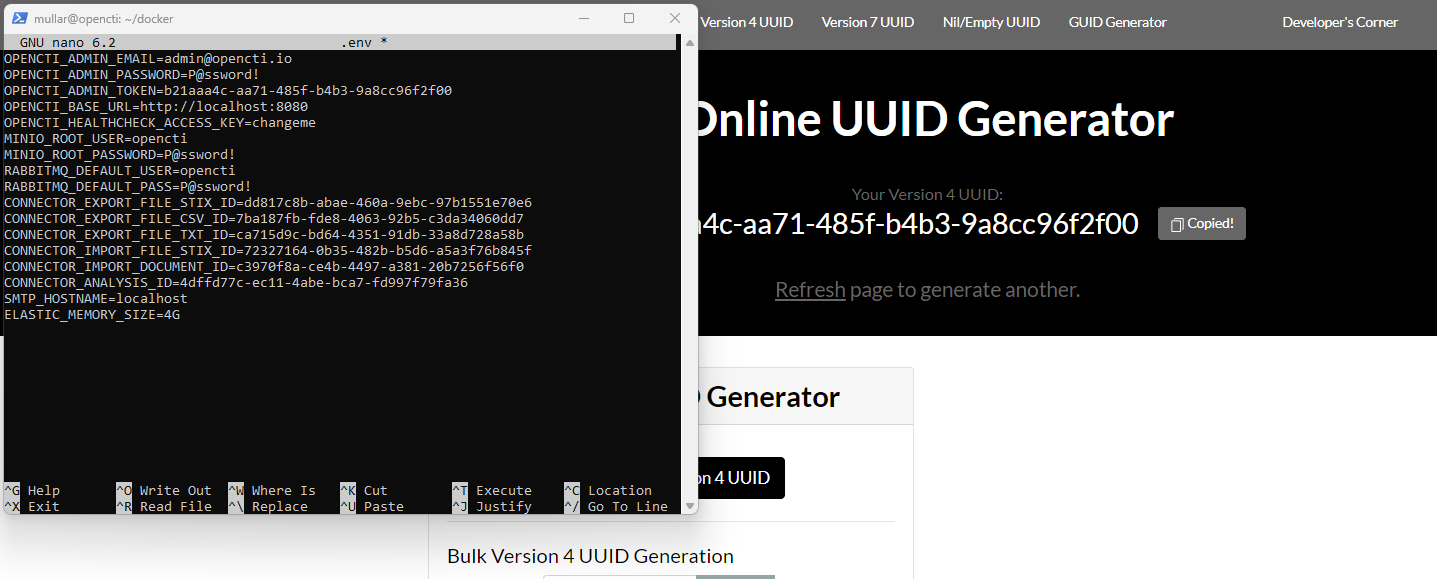 mullar@opencti: ~/docker
GNU nano 6.2 .env *
OPENCTI_ADMIN_EMAIL=admin@opencti.io
OPENCTI_ADMIN_PASSWORD=P@ssword!
OPENCTI_ADMIN_TOKEN=b21aaa4c-aa71-485f-b4b3-9a8cc96f2f00
OPENCTI_BASE_URL=http://localhost:8080
OPENCTI_HEALTHCHECK_ACCESS_KEY=changeme
MINIO_ROOT_USER=opencti
MINIO_ROOT_PASSWORD=P@ssword!
RABBITMQ_DEFAULT_USER=opencti
RABBITMQ_DEFAULT_PASS=P@ssword!
CONNECTOR_EXPORT_FILE_STIX_ID=dd817c8b-abae-460a-9ebc-97b1551e70e6
CONNECTOR_EXPORT_FILE_CSV_ID=7ba187fb-fde8-4063-92b5-c3da34060dd7
CONNECTOR_EXPORT_FILE_TXT_ID=ca715d9c-bd64-4351-91db-33a8d728a58b
CONNECTOR_IMPORT_FILE_STIX_ID=72327164-0b35-482b-b5d6-a5a3f76b845f
CONNECTOR_IMPORT_DOCUMENT_ID=c3970f8a-ce4b-4497-a381-20b7256f56f0
CONNECTOR_ANALYSIS_ID=4dffd77c-ec11-4abe-bca7-fd997f79fa36
SMTP_HOSTNAME=localhost
ELASTIC_MEMORY_SIZE=4G
^G Help ^O Write Out ^W Where Is ^K Cut ^T Execute ^C Location
^X Exit ^R Read File ^\ Replace ^U Paste ^J Justify ^/ Go To Line
Version 4 UUID Version 7 UUID Nil/Empty UUID GUID Generator Developer's Corner
Online UUID Generator
Your Version 4 UUID:
4c-aa71-485f-b4b3-9a8cc96f2f00 Copied!
Refresh page to generate another.
Generator
on 4 UUID
Bulk Version 4 UUID Generation